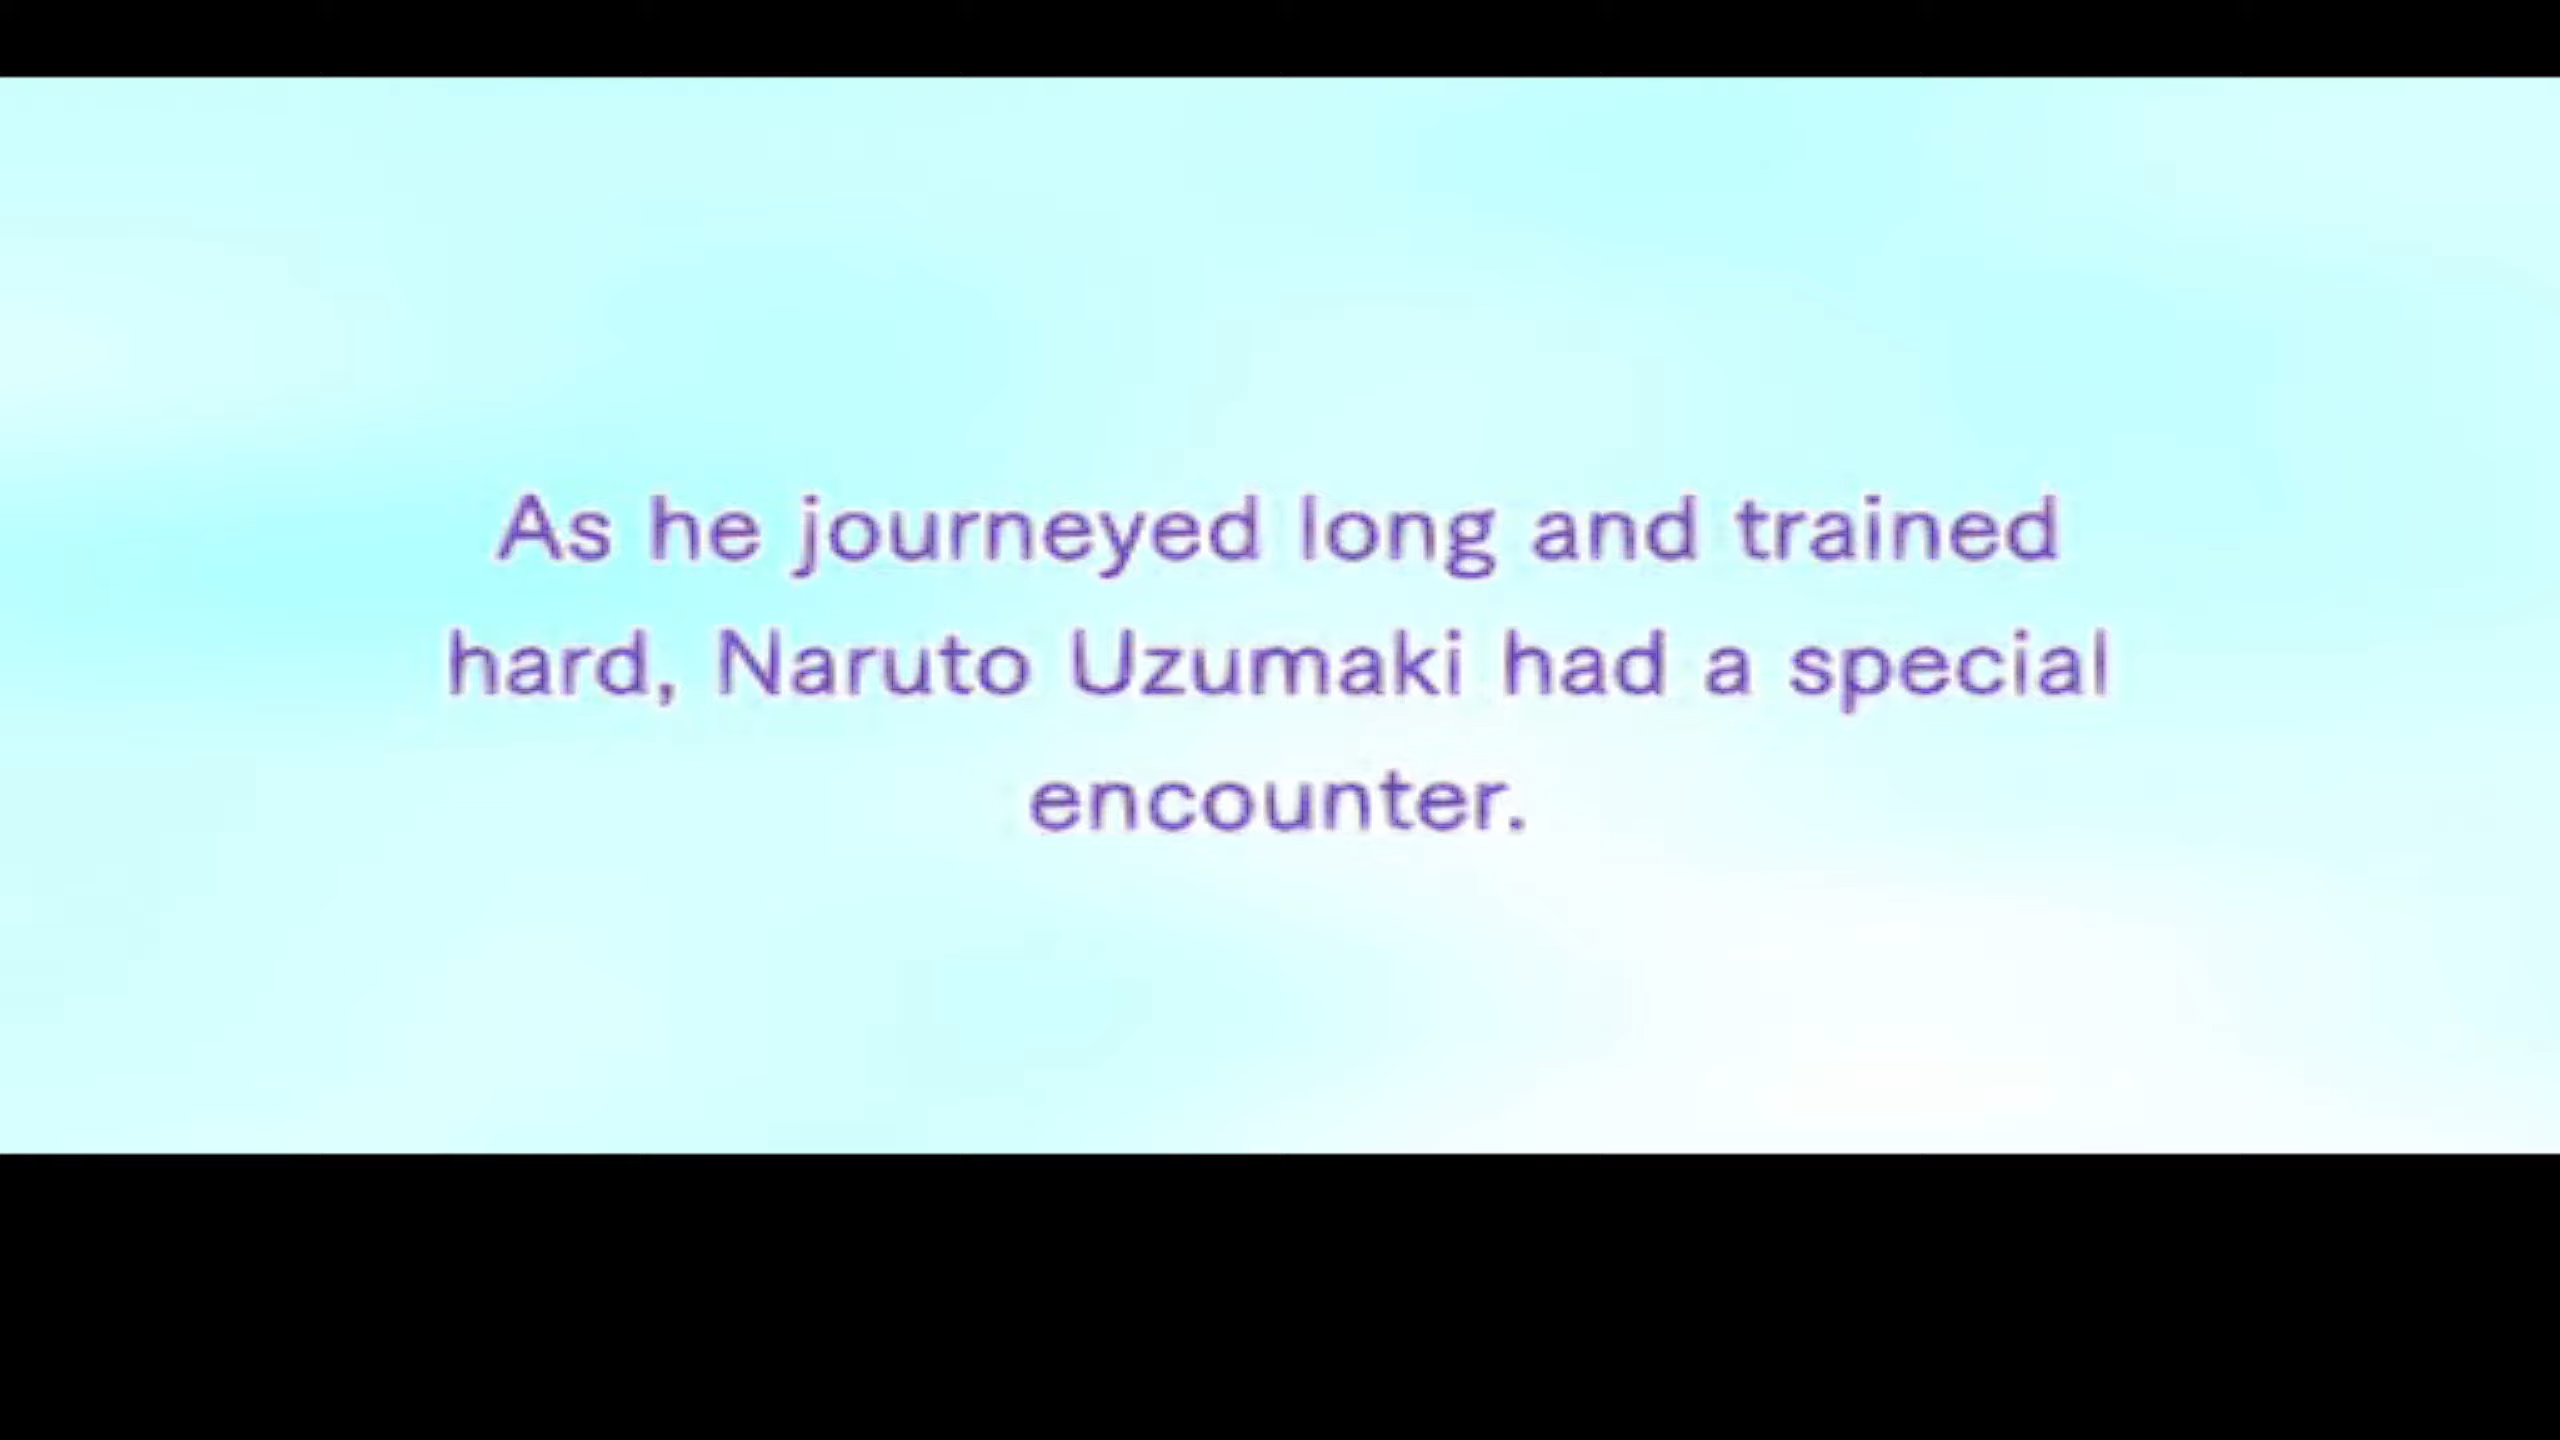 As he journeyed long and trained
hard, Naruto Uzumaki had a special
encounter.